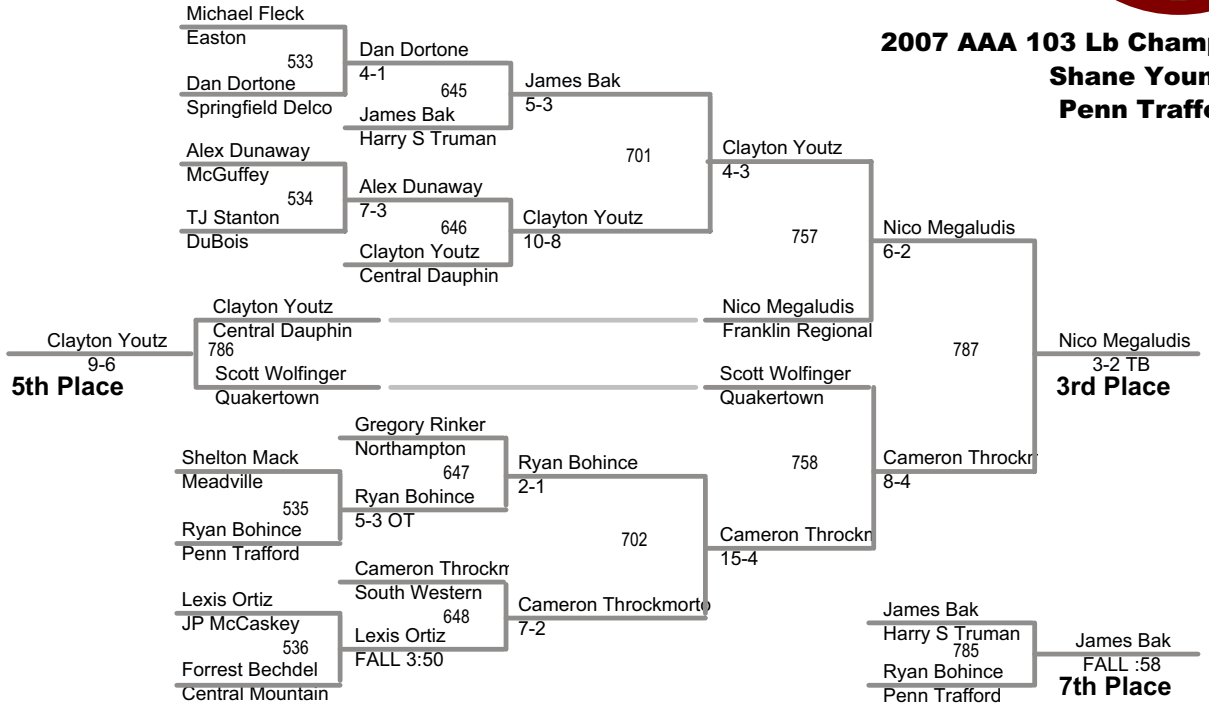 2007 AAA 103 Lb Champ
Shane Youn
Penn Traffo
Michael Fleck
Easton
533
Dan Dortone
Springfield Delco
Dan Dortone
4-1
645
James Bak
Harry S Truman
James Bak
5-3
Alex Dunaway
McGuffey
534
TJ Stanton
DuBois
Alex Dunaway
7-3
646
Clayton Youtz
Central Dauphin
Clayton Youtz
10-8
701
Clayton Youtz
4-3
757
Nico Megaludis
Franklin Regional
Nico Megaludis
6-2
Clayton Youtz
Central Dauphin
786
Scott Wolfinger
Quakertown
Clayton Youtz
9-6
5th Place
Scott Wolfinger
Quakertown
787
Nico Megaludis
3-2 TB
3rd Place
Gregory Rinker
Northampton
647
Shelton Mack
Meadville
535
Ryan Bohince
Penn Trafford
Ryan Bohince
5-3 OT
Ryan Bohince
2-1
702
758
Cameron Throckm
South Western
648
Lexis Ortiz
JP McCaskey
536
Forrest Bechdel
Central Mountain
Lexis Ortiz
FALL 3:50
Cameron Throckmorto
7-2
Cameron Throckm
15-4
Cameron Throckr
8-4
James Bak
Harry S Truman
785
Ryan Bohince
Penn Trafford
James Bak
FALL :58
7th Place